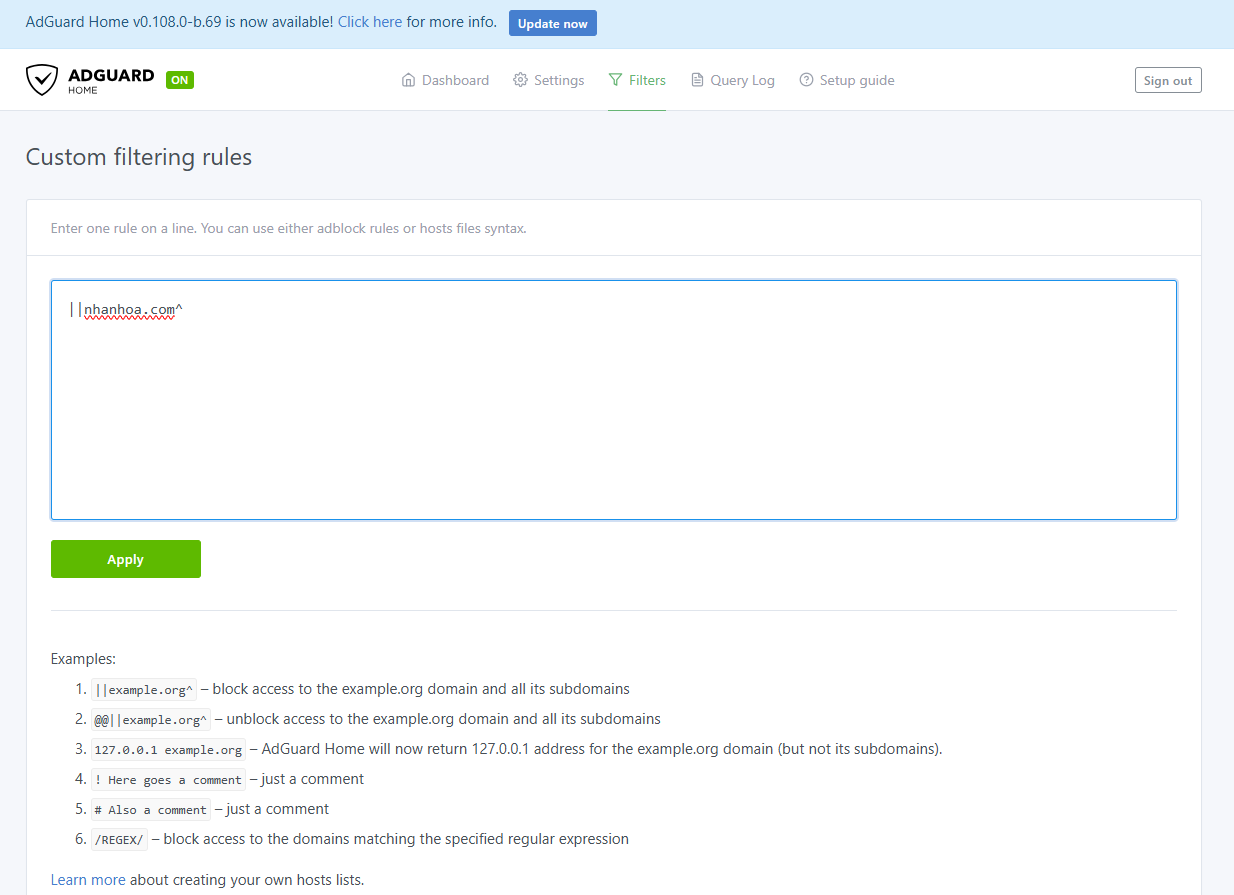 AdGuard Home v0.108.0-b.69 is now available! Click here for more info. Update now
ADGUARD HOME ON Dashboard Settings Filters Query Log Setup guide Sign out
Custom filtering rules
Enter one rule on a line. You can use either adblock rules or hosts files syntax.
||nhanhoa.com^
Apply
Examples:
1. ||example.org^ – block access to the example.org domain and all its subdomains
2. @@||example.org^ – unblock access to the example.org domain and all its subdomains
3. 127.0.0.1 example.org – AdGuard Home will now return 127.0.0.1 address for the example.org domain (but not its subdomains).
4. ! Here goes a comment – just a comment
5. # Also a comment – just a comment
6. /REGEX/ – block access to the domains matching the specified regular expression
Learn more about creating your own hosts lists.